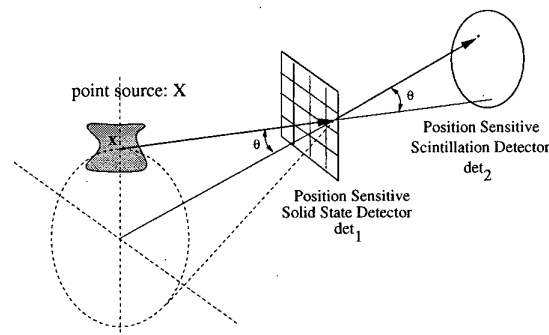 point source: X
X
θ
θ
Position Sensitive
Solid State Detector
det1
Position Sensitive
Scintillation Detector
det2